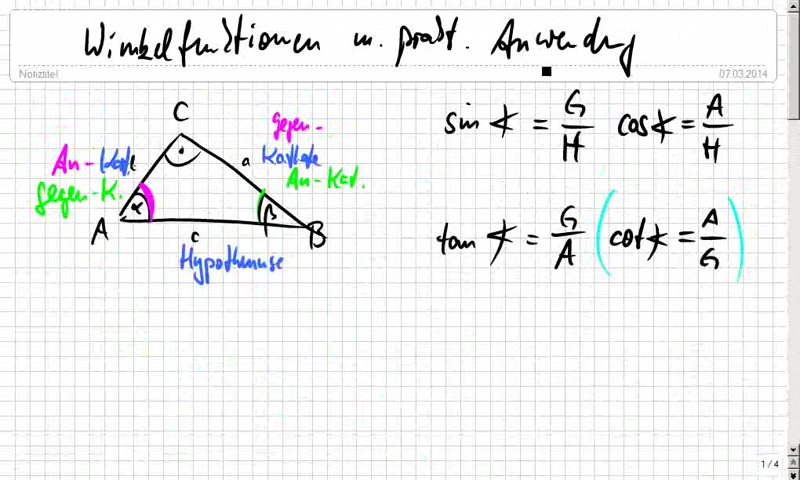 Winkelfunktionen u. prakt. Anwendung
Notiztitel
07.03.2014
C
gegen-
An-Kate
a
Kathete
gegen-K.
An-Kat.
α
β
A
B
c
Hypothenuse
sin ∢ = G/H cos ∢ = A/H
tan ∢ = G/A (cot ∢ = A/G)
1 / 4